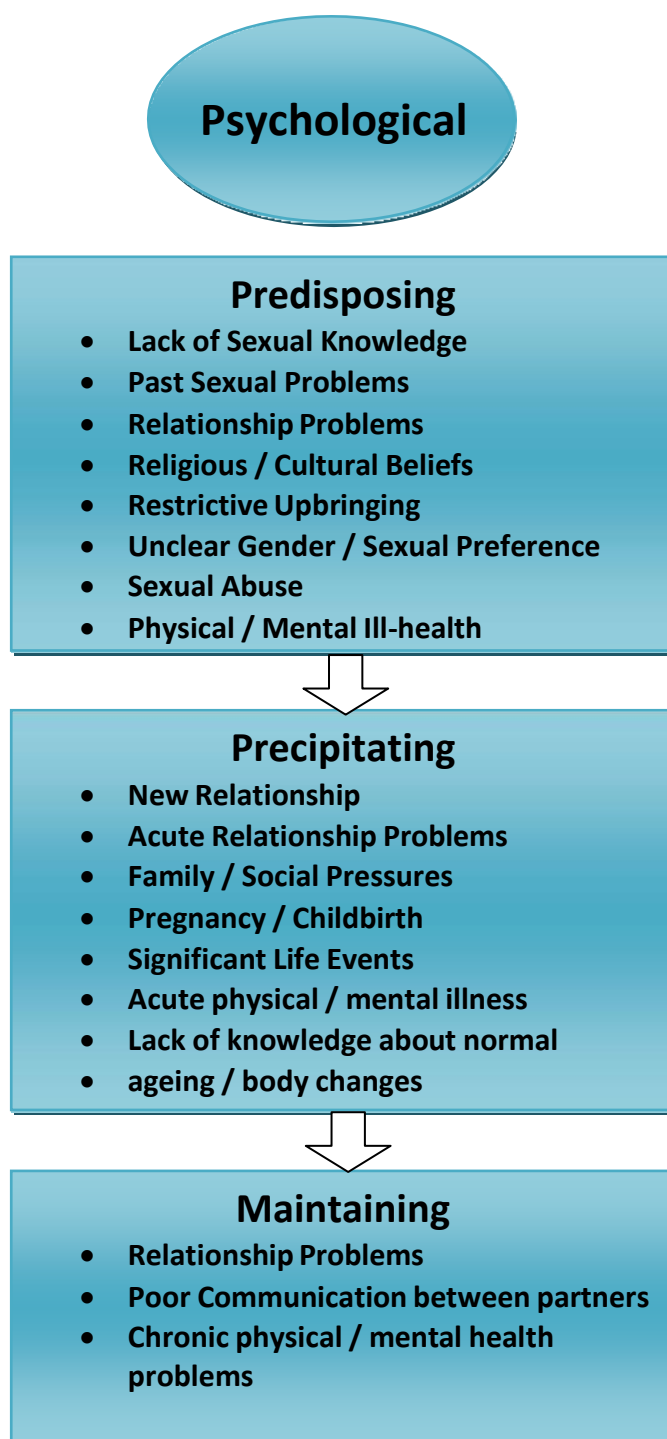 Psychological
Predisposing
• Lack of Sexual Knowledge
• Past Sexual Problems
• Relationship Problems
• Religious / Cultural Beliefs
• Restrictive Upbringing
• Unclear Gender / Sexual Preference
• Sexual Abuse
• Physical / Mental Ill-health
Precipitating
• New Relationship
• Acute Relationship Problems
• Family / Social Pressures
• Pregnancy / Childbirth
• Significant Life Events
• Acute physical / mental illness
• Lack of knowledge about normal
• ageing / body changes
Maintaining
• Relationship Problems
• Poor Communication between partners
• Chronic physical / mental health
problems